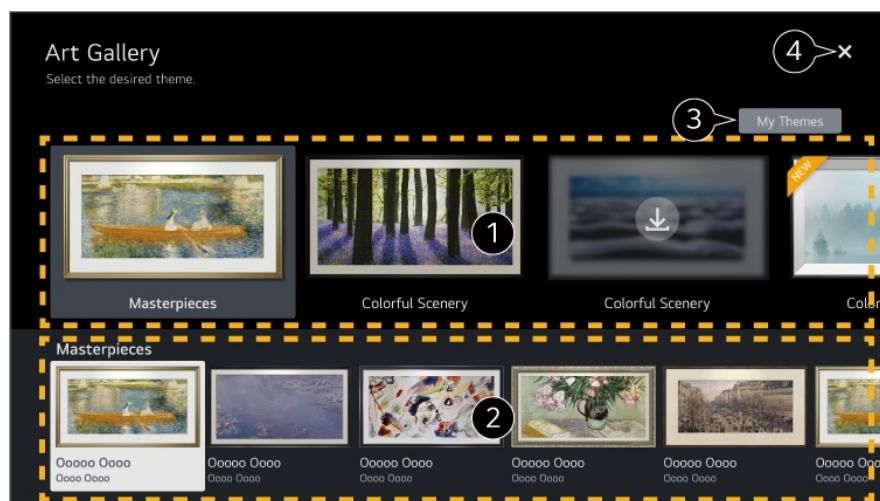 Art Gallery
Select the desired theme.
4
3
My Themes
NEW
1
Masterpieces
Colorful Scenery
Colorful Scenery
Masterpieces
2
Ooooo Oooo
Ooooo Oooo
Ooooo Oooo
Ooooo Oooo
Ooooo Oooo
Oooo Oooo
Oooo Oooo
Oooo Oooo
Oooo Oooo
Oooo Oooo
Oooo Oooo